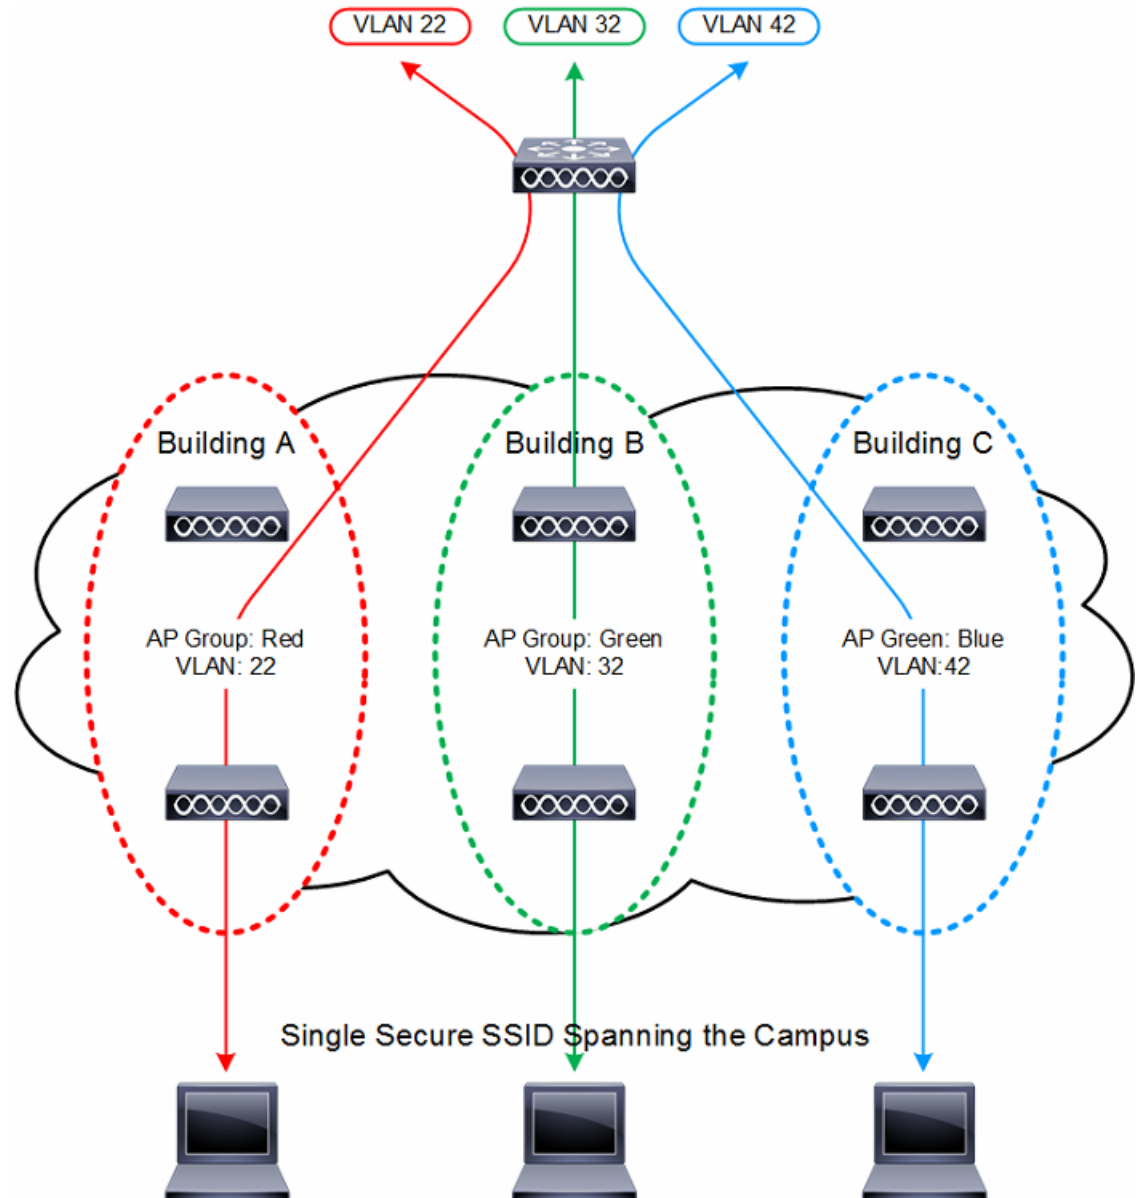 VLAN 22
VLAN 32
VLAN 42
Building A
Building B
Building C
AP Group: Red
VLAN: 22
AP Group: Green
VLAN: 32
AP Green: Blue
VLAN:42
Single Secure SSID Spanning the Campus